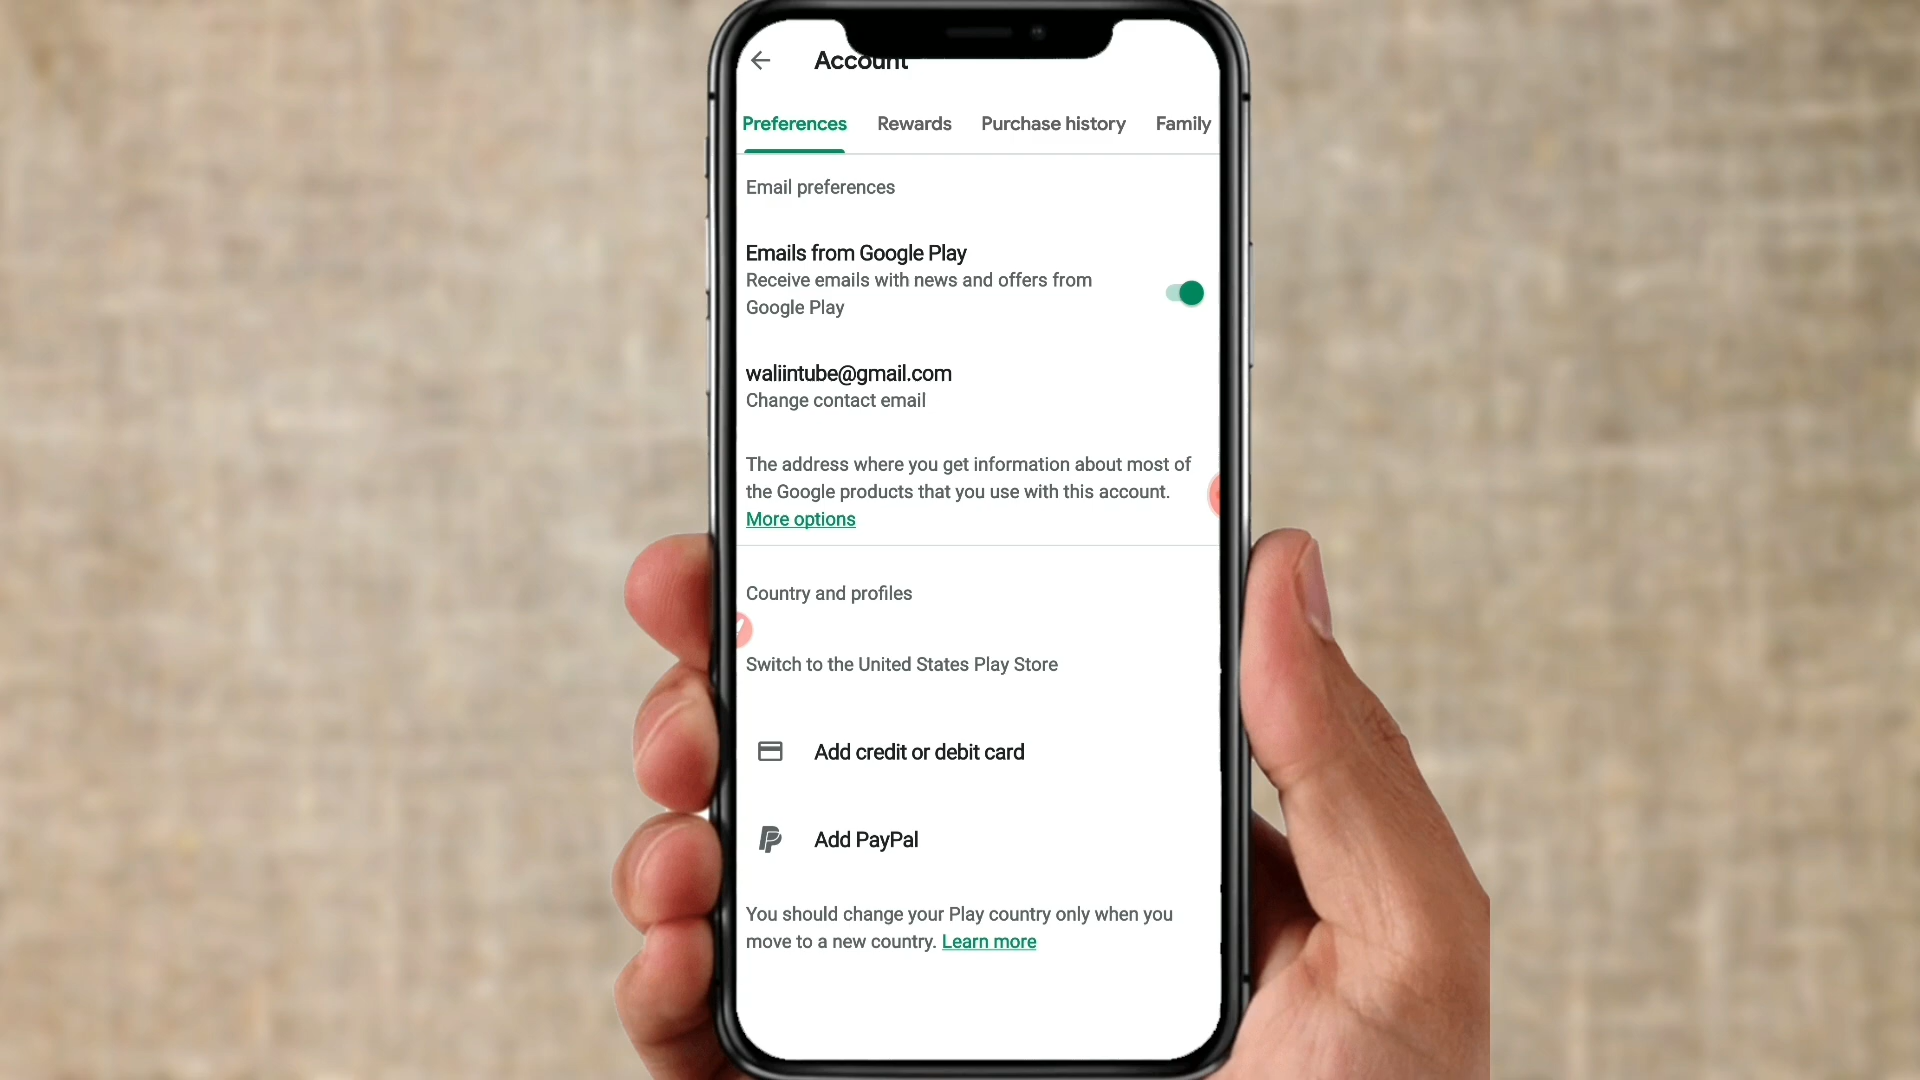 Account
Preferences Rewards Purchase history Family
Email preferences
Emails from Google Play
Receive emails with news and offers from
Google Play
waliintube@gmail.com
Change contact email
The address where you get information about most of
the Google products that you use with this account.
More options
Country and profiles
Switch to the United States Play Store
Add credit or debit card
Add PayPal
You should change your Play country only when you
move to a new country. Learn more